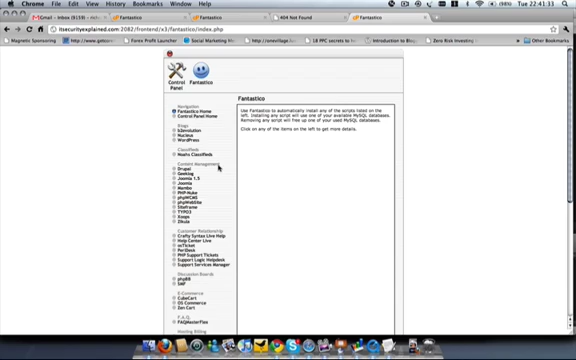 Chrome File Edit View History Bookmarks Window Help
(98%) Tue 21:41:33
Gmail - Inbox (9159)
Fantastico
Fantastico
404 Not Found
Fantastico
itsecurityexplained.com:2082/frontend/x3/fantastico/index.php
Magnetic Sponsoring
Forex Profit Launcher
Social Marketing
18 PPC secrets to
Introduction to Blog
Zero Risk Investing
Other Bookmarks
Control Panel
Fantastico
Navigation
Fantastico Home
Control Panel Home
Blogs
b2evolution
Nucleus
WordPress
Classifieds
Noahs Classifieds
Content Management
Drupal
Geeklog
Joomla 1.5
Joomla
Mambo
PHP-Nuke
phpWCMS
phpWebSite
Siteframe
TYPO3
Xoops
Zikula
Customer Relationship
Crafty Syntax Live Help
Help Center Live
osTicket
PerlDesk
PHP Support Tickets
Support Logic Helpdesk
Support Services Manager
Discussion Boards
phpBB
SMF
E-Commerce
CubeCart
OS Commerce
Zen Cart
F.A.Q.
FAQMasterFlex
Hosting Billing
Fantastico
Use Fantastico to automatically install any of the scripts listed on the
left. Installing any script will use one of your available MySQL databases.
Removing any script will free up one of your used MySQL databases.
Click on any of the items on the left to get more details.